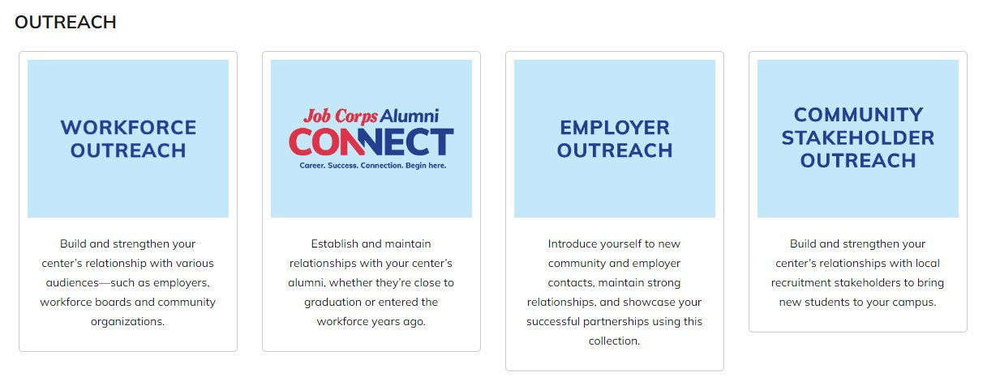 OUTREACH
WORKFORCE
OUTREACH
Build and strengthen your
center's relationship with various
audiences—such as employers,
workforce boards and community
organizations.
Job Corps Alumni
CONNECT
Career. Success. Connection. Begin here.
Establish and maintain
relationships with your center's
alumni, whether they're close to
graduation or entered the
workforce years ago.
EMPLOYER
OUTREACH
Introduce yourself to new
community and employer
contacts, maintain strong
relationships, and showcase your
successful partnerships using this
collection.
COMMUNITY
STAKEHOLDER
OUTREACH
Build and strengthen your
center's relationships with local
recruitment stakeholders to bring
new students to your campus.